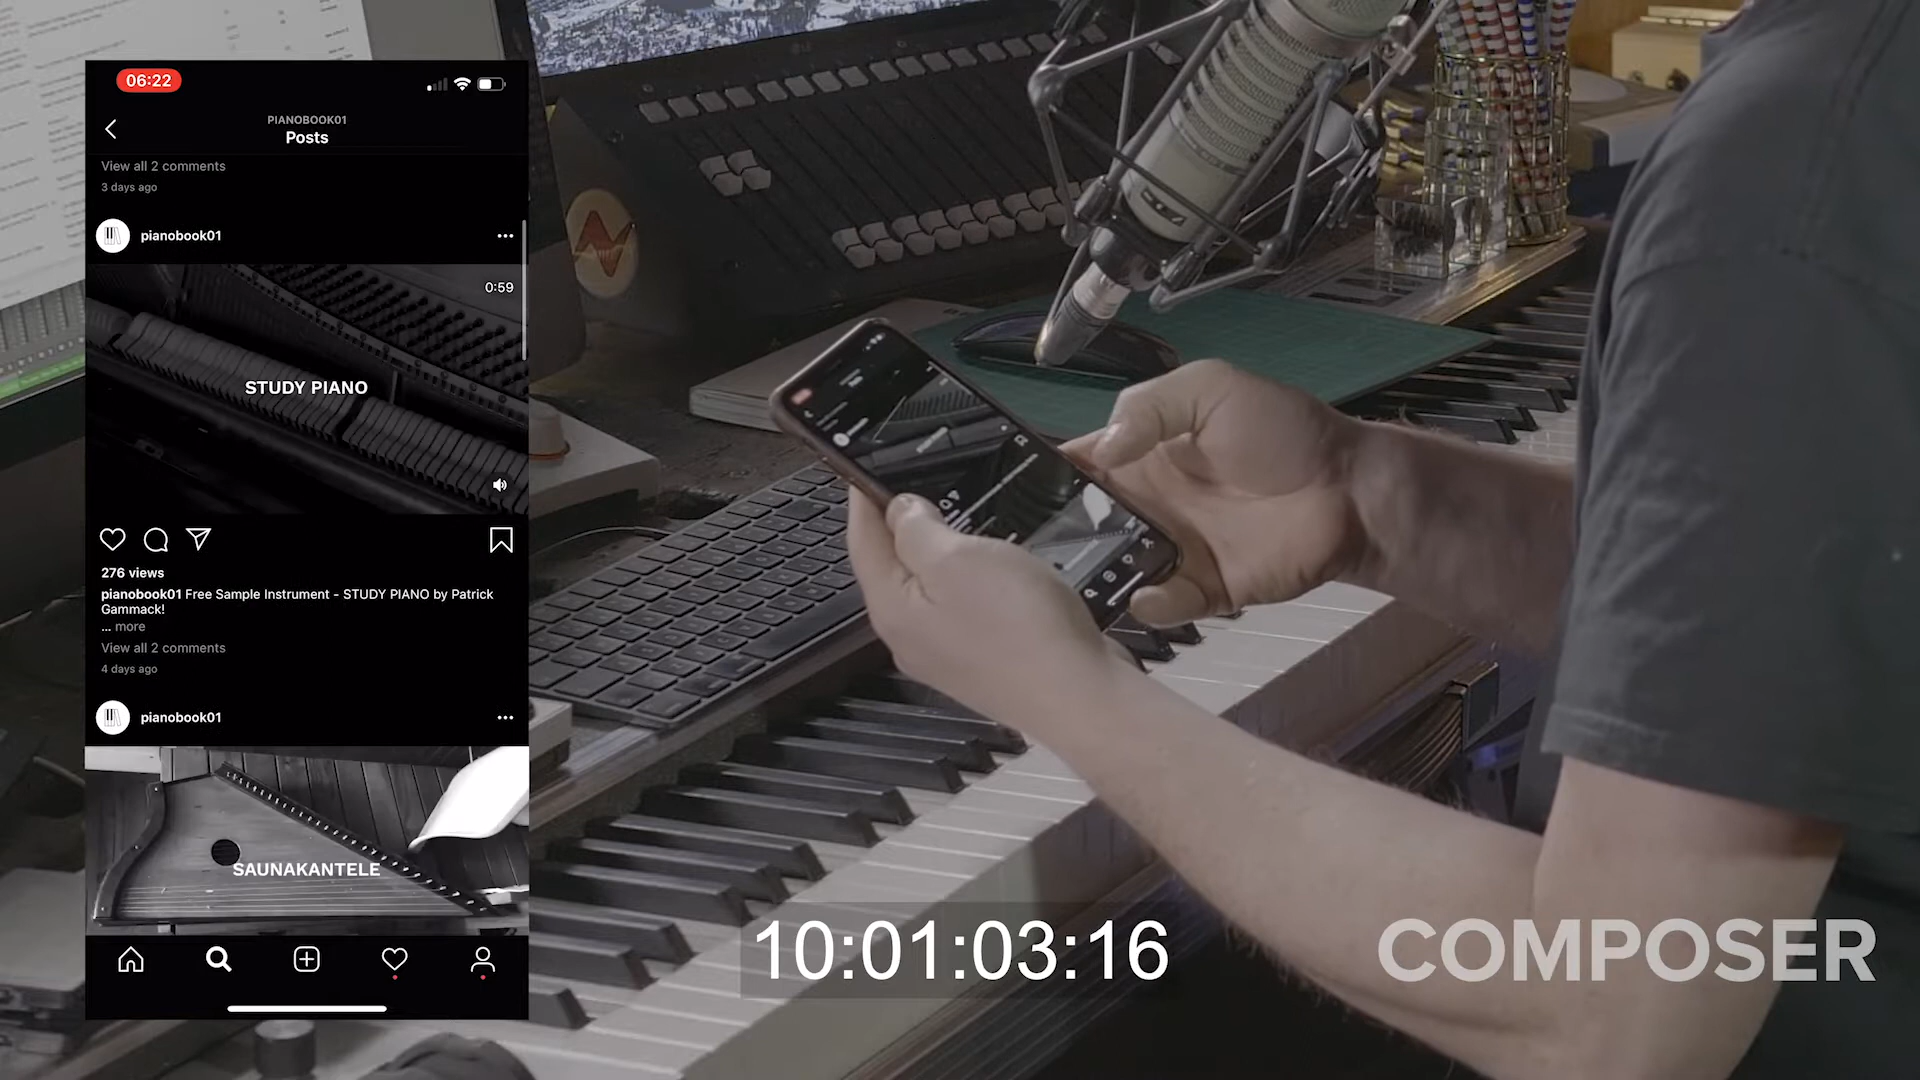 06:22
PIANOBOOK01
Posts
View all 2 comments
3 days ago
pianobook01
0:59
STUDY PIANO
276 views
pianobook01 Free Sample Instrument - STUDY PIANO by Patrick
Gammack!
... more
View all 2 comments
4 days ago
pianobook01
SAUNAKANTELE
10:01:03:16
COMPOSER